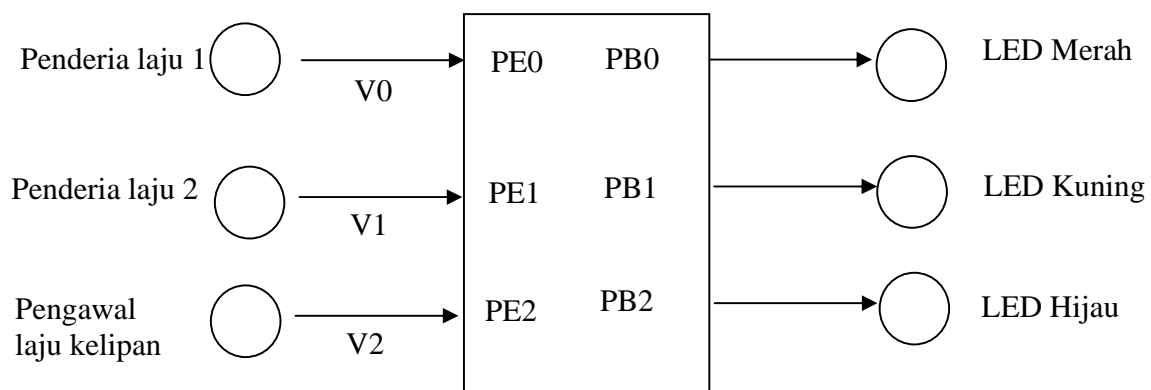 Penderia laju 1
V0
PE0
PB0
LED Merah
Penderia laju 2
V1
PE1
PB1
LED Kuning
Pengawal
laju kelipan
V2
PE2
PB2
LED Hijau